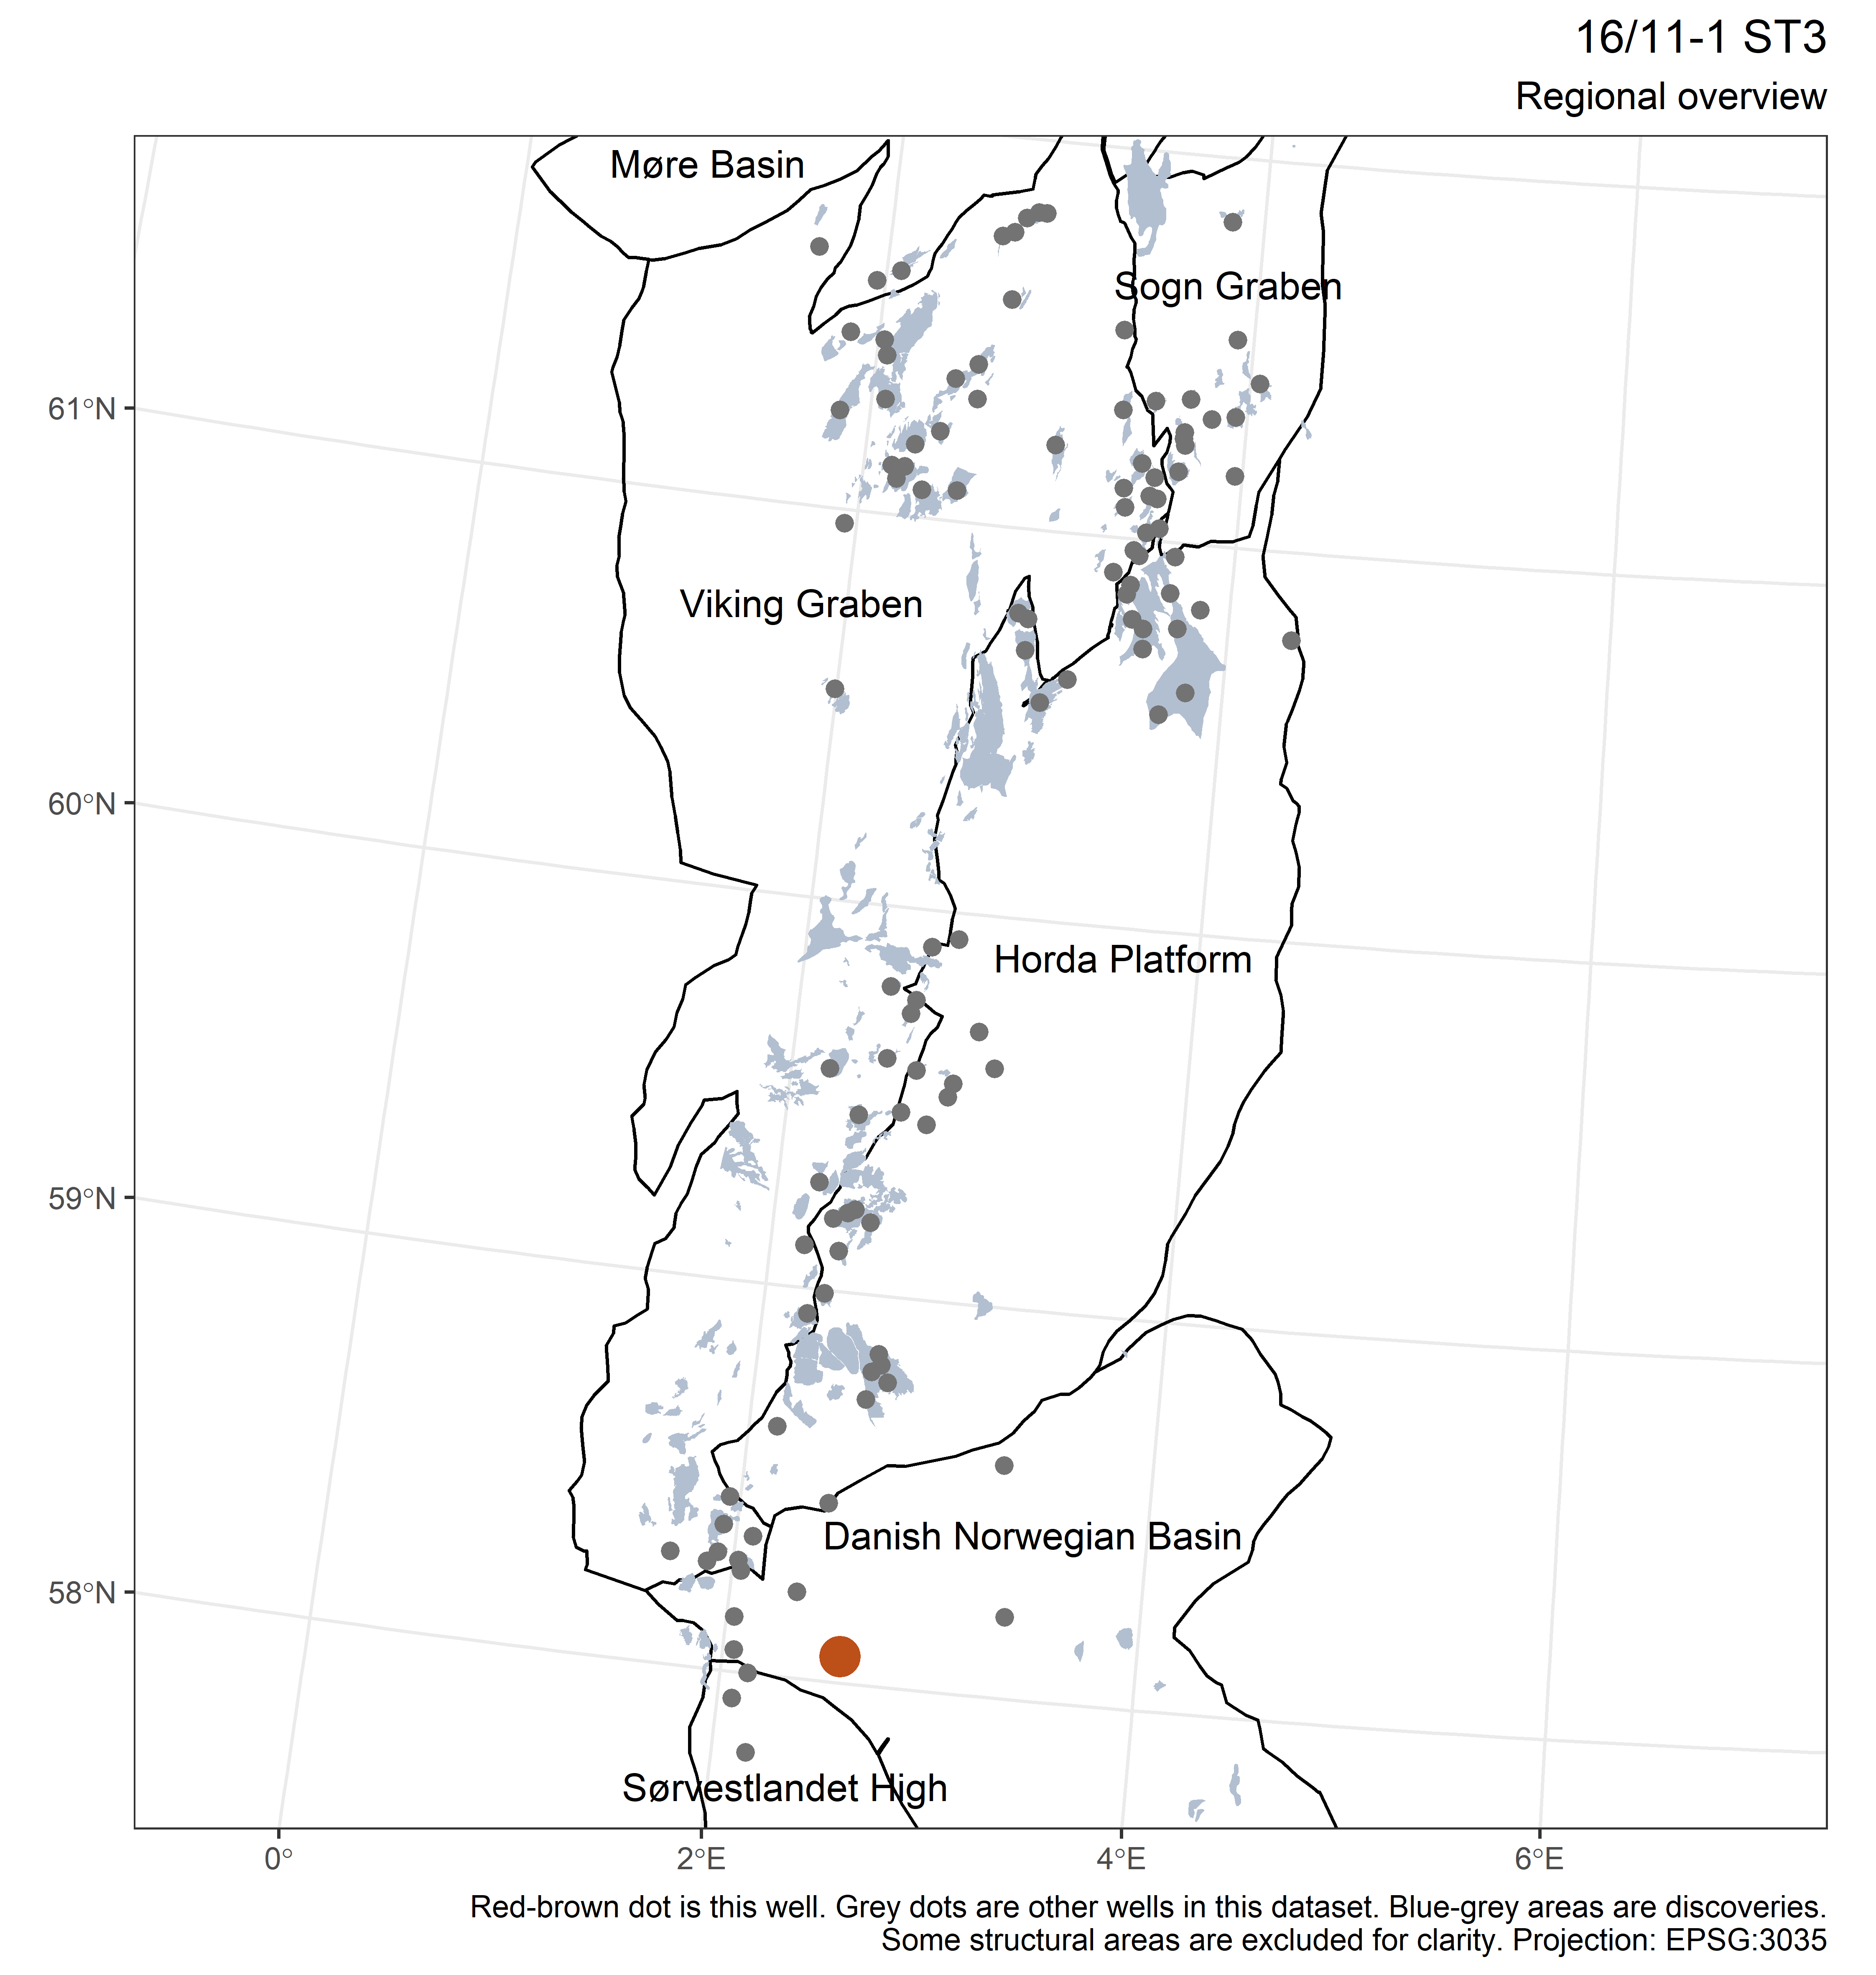 16/11-1 ST3
Regional overview
Møre Basin
Sogn Graben
61°N
Viking Graben
60°N
Horda Platform
59°N
Danish Norwegian Basin
58°N
Sørvestlandet High
0°
2°E
4°E
6°E
Red-brown dot is this well. Grey dots are other wells in this dataset. Blue-grey areas are discoveries.
Some structural areas are excluded for clarity. Projection: EPSG:3035